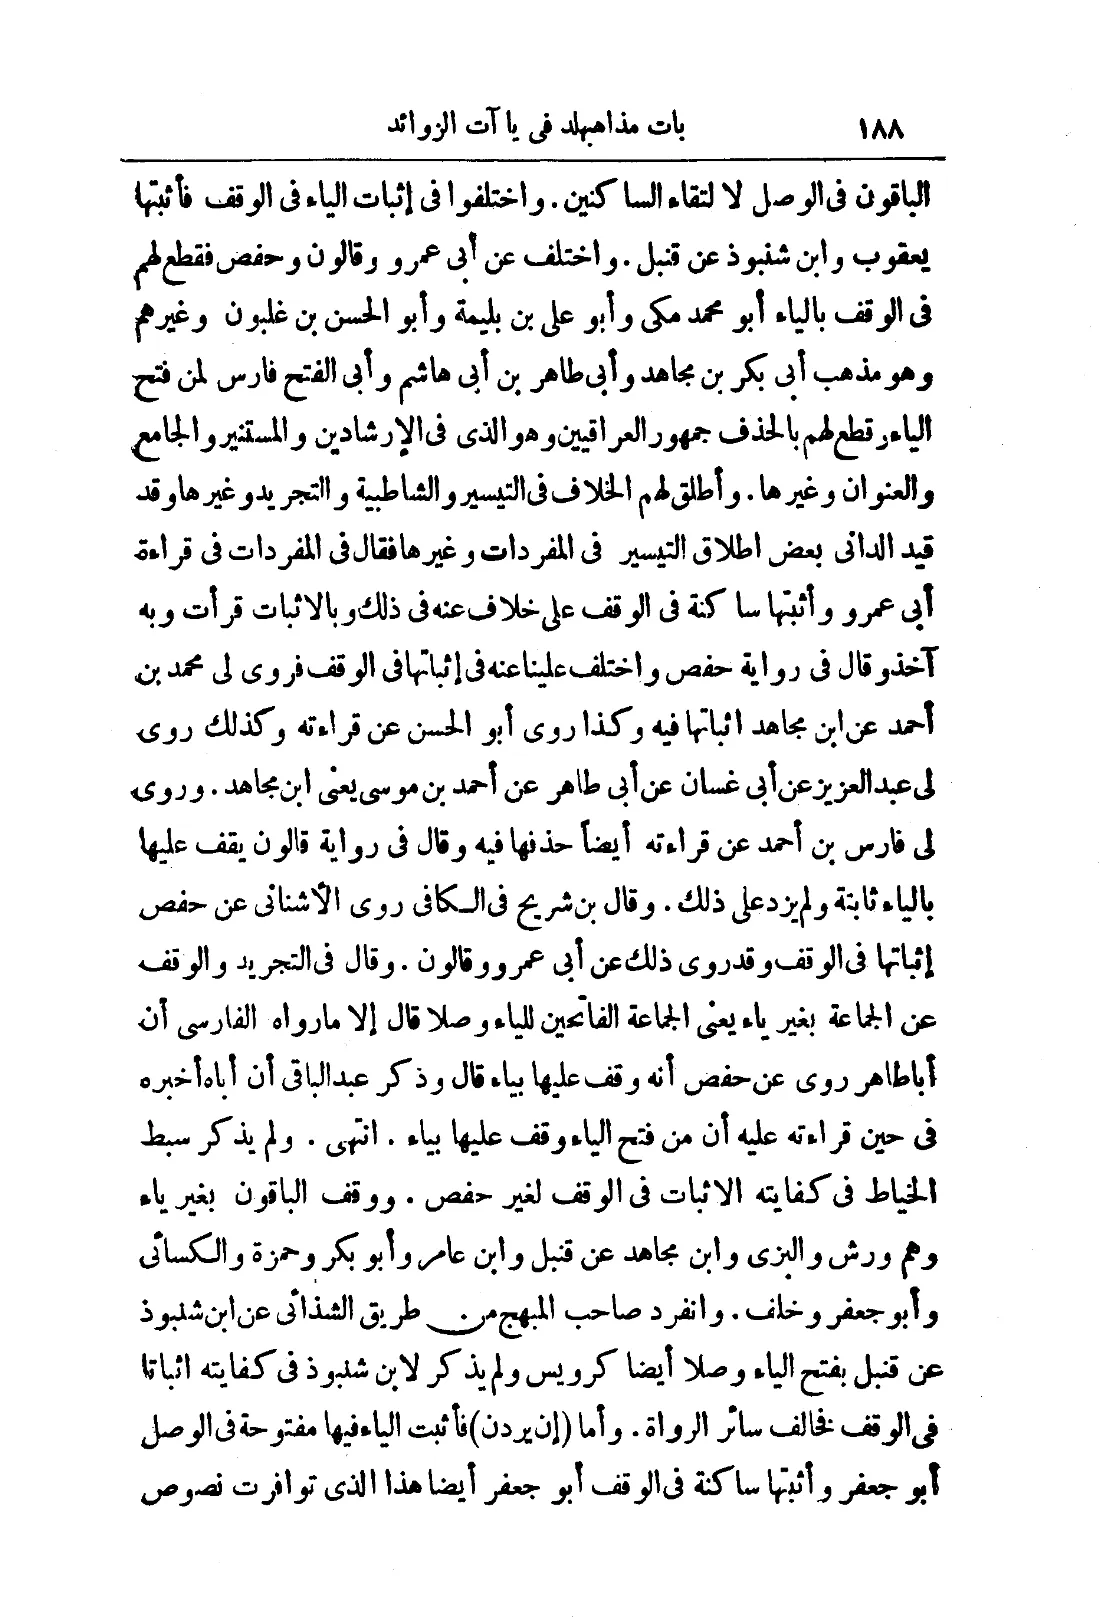 ١٨٨ بات مذاهبهلد فى ياآت الزوائد
الباقون فى الوصل لا لتقاء الساكنين . واختلفوا فى إثبات الياء فى الوقف فأثبتها
يعقوب وابن شنبوذ عن قنبل . واختلف عن أبى عمرو وقالون وحفص فقطع لهم
فى الوقف بالياء أبو محمد مكى وأبو على بن بليمة وأبو الحسن بن غلبون وغيرهم
وهو مذهب أبى بكر بن مجاهد وأبى طاهر بن أبى هاشم وأبى الفتح فارس لمن فتح
الياء رقطع لهم بالحذف جمهور العراقيين وهو الذى فى الإرشادين والمستنير والجامع
والعنوان وغيرها . وأطلق لهم الخلاف فى التيسير والشاطبية والتجريد وغيرها وقد
قيد الدانى بعض اطلاق التيسير فى المفردات وغيرها فقال فى المفردات فى قراءة
أبى عمرو وأثبتها ساكنة فى الوقف على خلاف عنه فى ذلك وبالاثبات قرأت وبه
آخذ وقال فى رواية حفص واختلف علينا عنه فى إثباتها فى الوقف فروى لى محمد بن
أحمد عن ابن مجاهد اثباتها فيه وكذا روى أبو الحسن عن قراءته وكذلك روى
لى عبد العزيز عن أبى غسان عن أبى طاهر عن أحمد بن موسى يعنى ابن مجاهد . وروى
لى فارس بن أحمد عن قراءته أيضاً حذفها فيه وقال فى رواية قالون يقف عليها
بالياء ثابتة ولم يزد على ذلك . وقال بن شريح فى الكافى روى الأشنانى عن حفص
إثباتها فى الوقف وقد روى ذلك عن أبى عمرو وقالون . وقال فى التجريد والوقف
عن الجماعة بغير ياء يعنى الجماعة الفاتحين للياء وصلا قال إلا مارواه الفارسى أن
أباطاهر روى عن حفص أنه وقف عليها بياء قال وذكر عبد الباقى أن أباه أخبره
فى حين قراءته عليه أن من فتح الياء وقف عليها بياء . انتهى . ولم يذكر سبط
الخياط فى كفايته الاثبات فى الوقف لغير حفص . ووقف الباقون بغير ياء
وهم ورش والبزى وابن مجاهد عن قنبل وابن عامر وأبو بكر وحمزة والكسائى
وأبو جعفر وخلف . وانفرد صاحب المبهج من طريق الشذائى عن ابن شنبوذ
عن قنبل بفتح الياء وصلا أيضا كرويس ولم يذكر لابن شنبوذ فى كفايته اثباتا
فى الوقف فخالف سائر الرواة . وأما (إن يردن) فأثبت الياء فيها مفتوحة فى الوصل
أبو جعفر وأثبتها ساكنة فى الوقف أبو جعفر أيضا هذا الذى توافرت نصوص